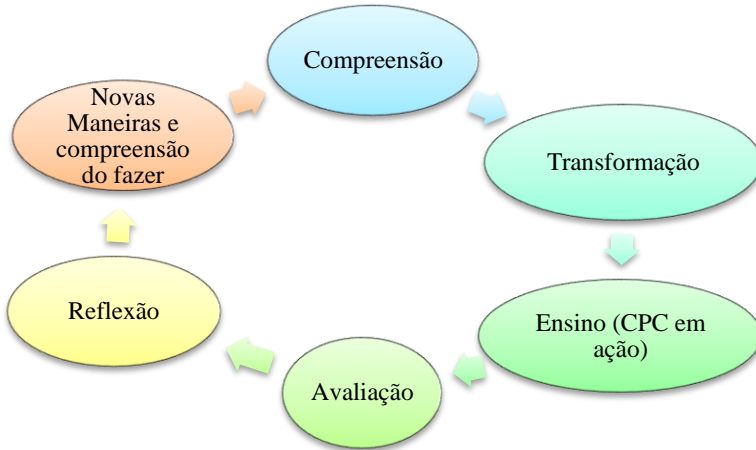 Compreensão
Transformação
Ensino (CPC em
ação)
Avaliação
Reflexão
Novas
Maneiras e
compreensão
do fazer